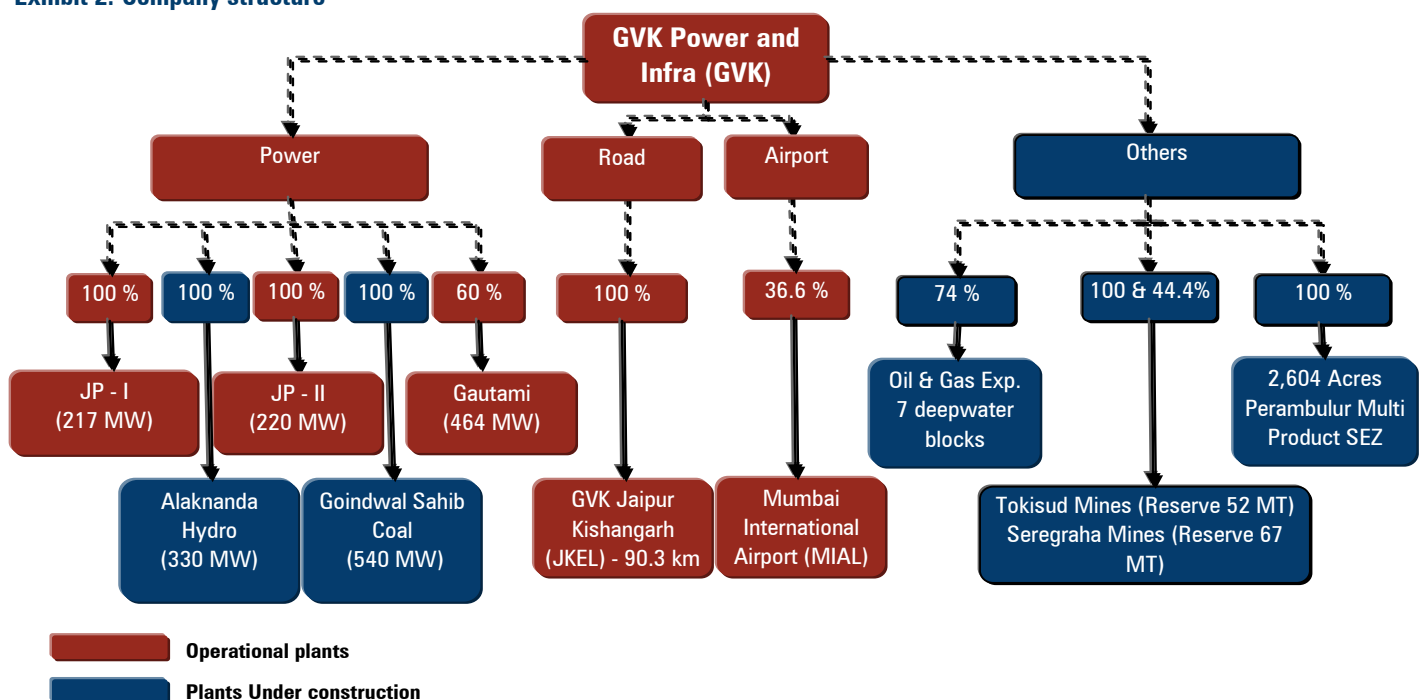 Exhibit 2: Company structure
GVK Power and
Infra (GVK)
Power
Road
Airport
Others
100 %
100 %
100 %
100 %
60 %
100 %
36.6 %
74 %
100 & 44.4%
100 %
JP - I
(217 MW)
JP - II
(220 MW)
Gautami
(464 MW)
Oil & Gas Exp.
7 deepwater
blocks
2,604 Acres
Perambulur Multi
Product SEZ
Alaknanda
Hydro
(330 MW)
Goindwal Sahib
Coal
(540 MW)
GVK Jaipur
Kishangarh
(JKEL) - 90.3 km
Mumbai
International
Airport (MIAL)
Tokisud Mines (Reserve 52 MT)
Seregraha Mines (Reserve 67
MT)
Operational plants
Plants Under construction